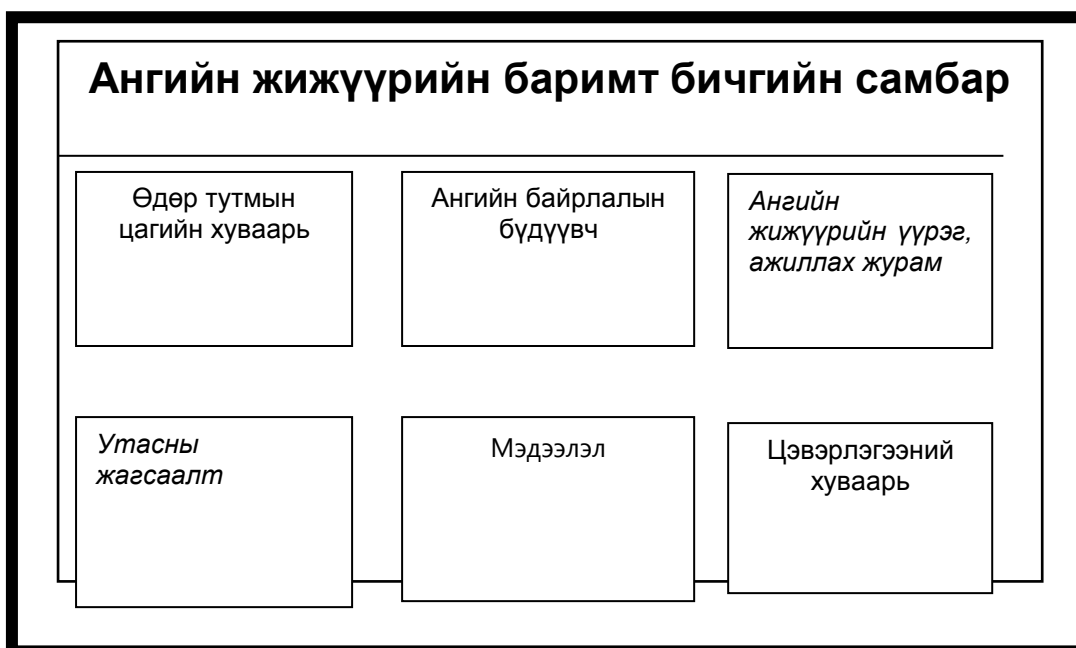 Ангийн жижүүрийн баримт бичгийн самбар
Өдөр тутмын
цагийн хуваарь
Ангийн байрлалын
бүдүүвч
Ангийн
жижүүрийн үүрэг,
ажиллах журам
Утасны
жагсаалт
Мэдээлэл
Цэвэрлэгээний
хуваарь